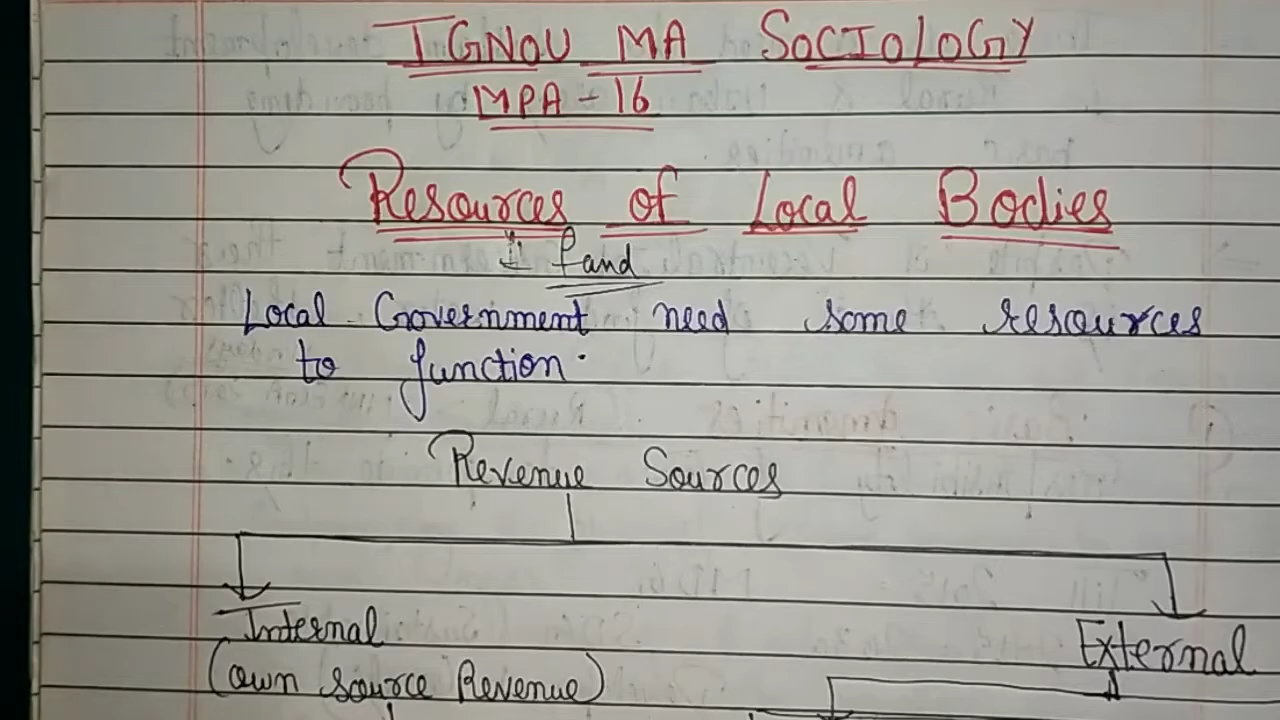 IGNOU MA SOCIOLOGY
MPA - 16
Resources of Local Bodies
fand
Local Government need some resources
to function.
Revenue Sources
Internal
External
(own source Revenue)